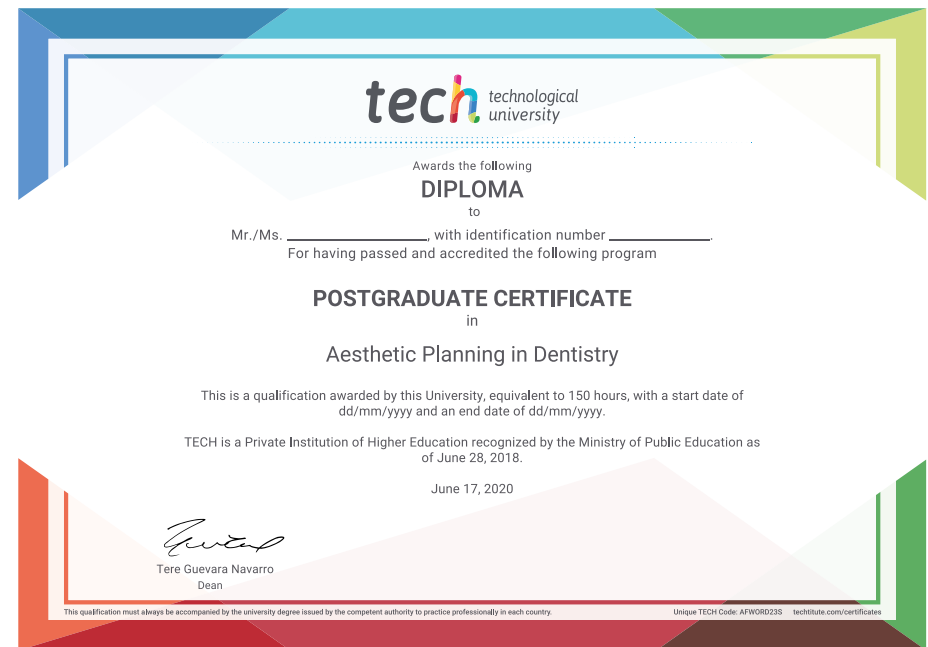 tech technological
university
Awards the following
DIPLOMA
to
Mr./Ms. ____________________, with identification number ______________.
For having passed and accredited the following program
POSTGRADUATE CERTIFICATE
in
Aesthetic Planning in Dentistry
This is a qualification awarded by this University, equivalent to 150 hours, with a start date of
dd/mm/yyyy and an end date of dd/mm/yyyy.
TECH is a Private Institution of Higher Education recognized by the Ministry of Public Education as
of June 28, 2018.
June 17, 2020
Tere Guevara Navarro
Dean
This qualification must always be accompanied by the university degree issued by the competent authority to practice professionally in each country.
Unique TECH Code: AFWORD23S techtitute.com/certificates